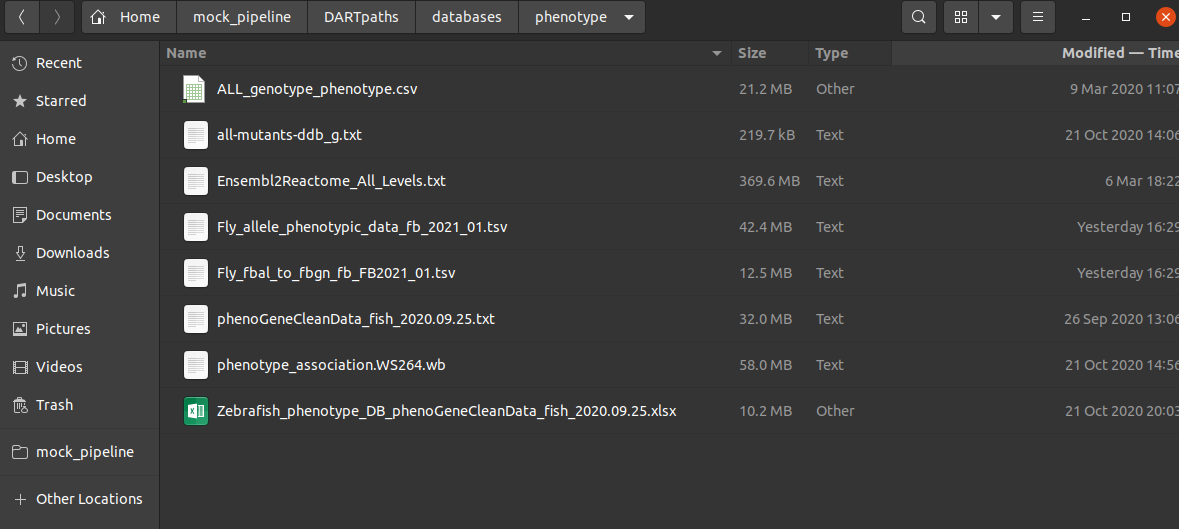 Home mock_pipeline DARTpaths databases phenotype
Name Size Type Modified — Time
Recent
Starred
Home
Desktop
Documents
Downloads
Music
Pictures
Videos
Trash
mock_pipeline
Other Locations
ALL_genotype_phenotype.csv 21.2 MB Other 9 Mar 2020 11:07
all-mutants-ddb_g.txt 219.7 kB Text 21 Oct 2020 14:06
Ensembl2Reactome_All_Levels.txt 369.6 MB Text 6 Mar 18:22
Fly_allele_phenotypic_data_fb_2021_01.tsv 42.4 MB Text Yesterday 16:29
Fly_fbal_to_fbgn_fb_FB2021_01.tsv 12.5 MB Text Yesterday 16:29
phenoGeneCleanData_fish_2020.09.25.txt 32.0 MB Text 26 Sep 2020 13:06
phenotype_association.WS264.wb 58.0 MB Text 21 Oct 2020 14:56
Zebrafish_phenotype_DB_phenoGeneCleanData_fish_2020.09.25.xlsx 10.2 MB Other 21 Oct 2020 20:03